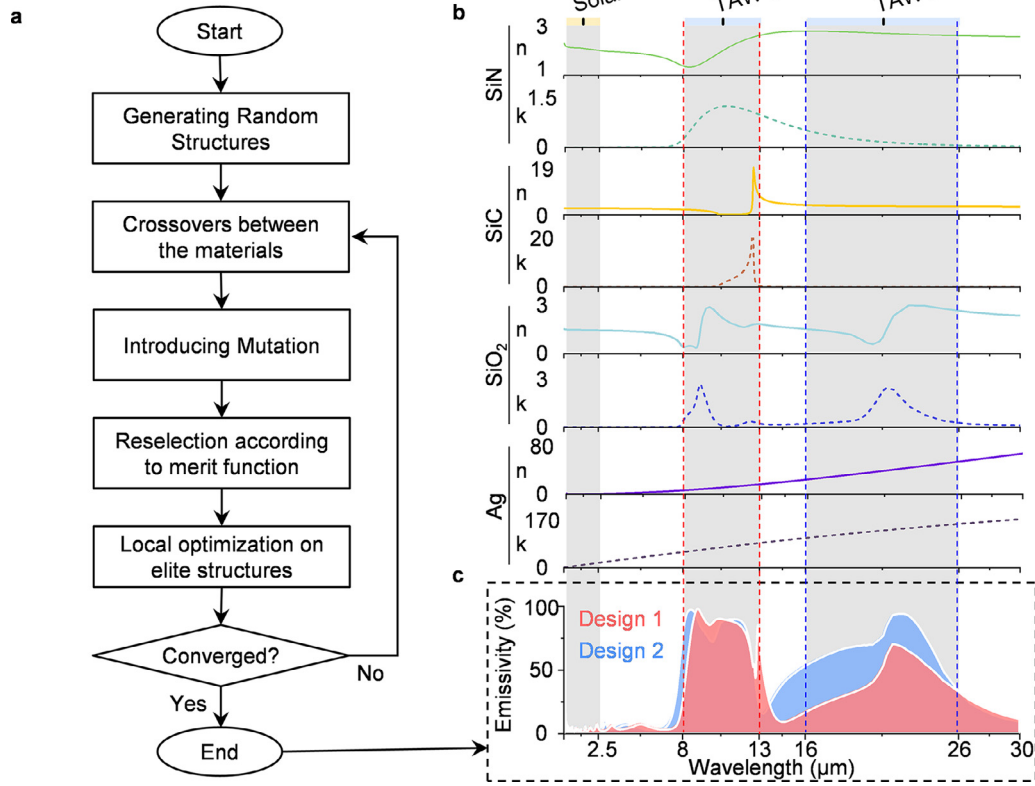 a
Start
Generating Random
Structures
Crossovers between
the materials
Introducing Mutation
Reselection according
to merit function
Local optimization on
elite structures
Converged?
No
Yes
End
b
SiN
n
3
1
k
1.5
0
SiC
n
19
0
k
20
0
SiO2
n
3
0
k
3
0
Ag
n
80
0
k
170
0
c
Emissivity (%)
100
50
0
Design 1
Design 2
2.5 8 13 16 26 30
Wavelength (μm)